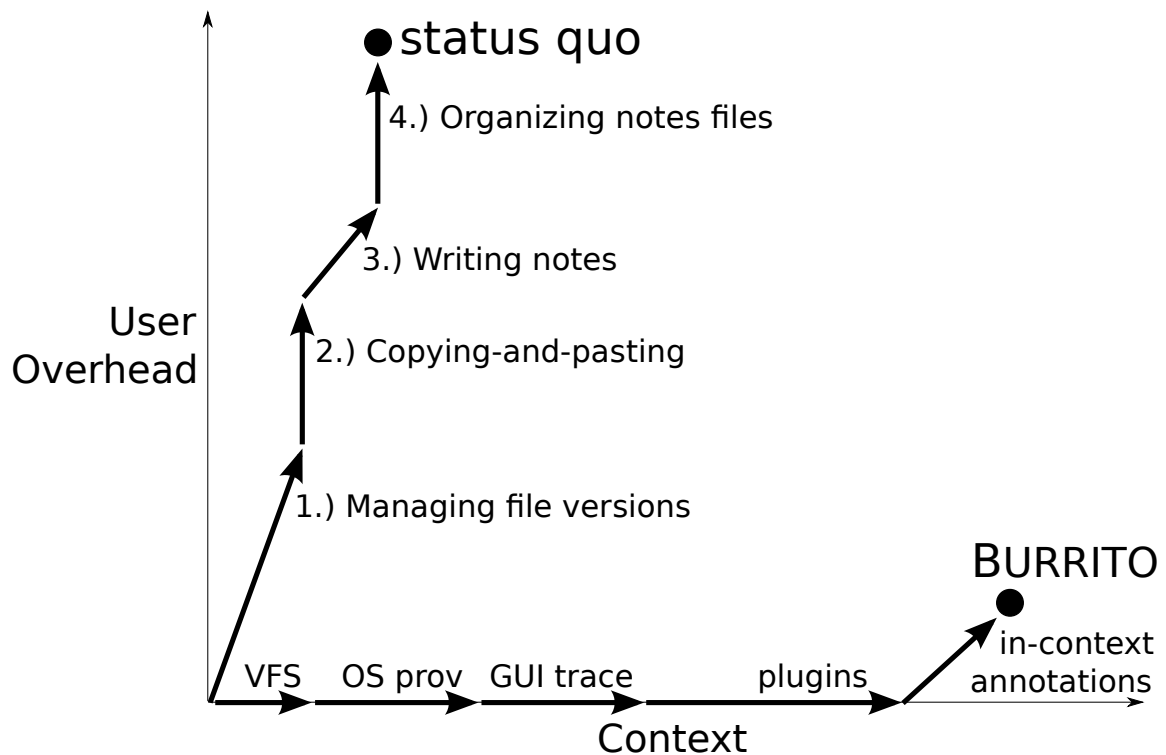 status quo
4.) Organizing notes files
3.) Writing notes
User
Overhead
2.) Copying-and-pasting
1.) Managing file versions
BURRITO
in-context
annotations
VFS
OS prov
GUI trace
plugins
Context